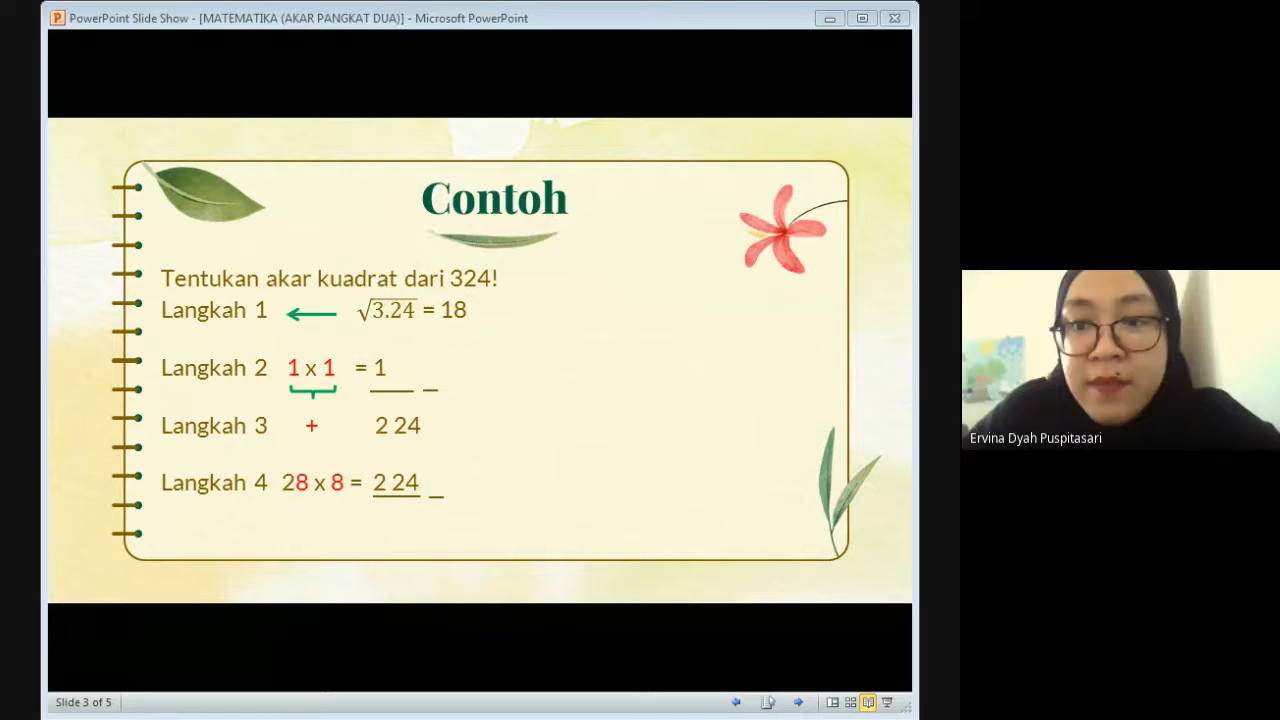 PowerPoint Slide Show - [MATEMATIKA (AKAR PANGKAT DUA)] - Microsoft PowerPoint
Contoh
Tentukan akar kuadrat dari 324!
Langkah 1 ← √3.24 = 18
Langkah 2 1 x 1 = 1 _
Langkah 3 + 2 24
Langkah 4 28 x 8 = 2 24 _
Ervina Dyah Puspitasari
Slide 3 of 5